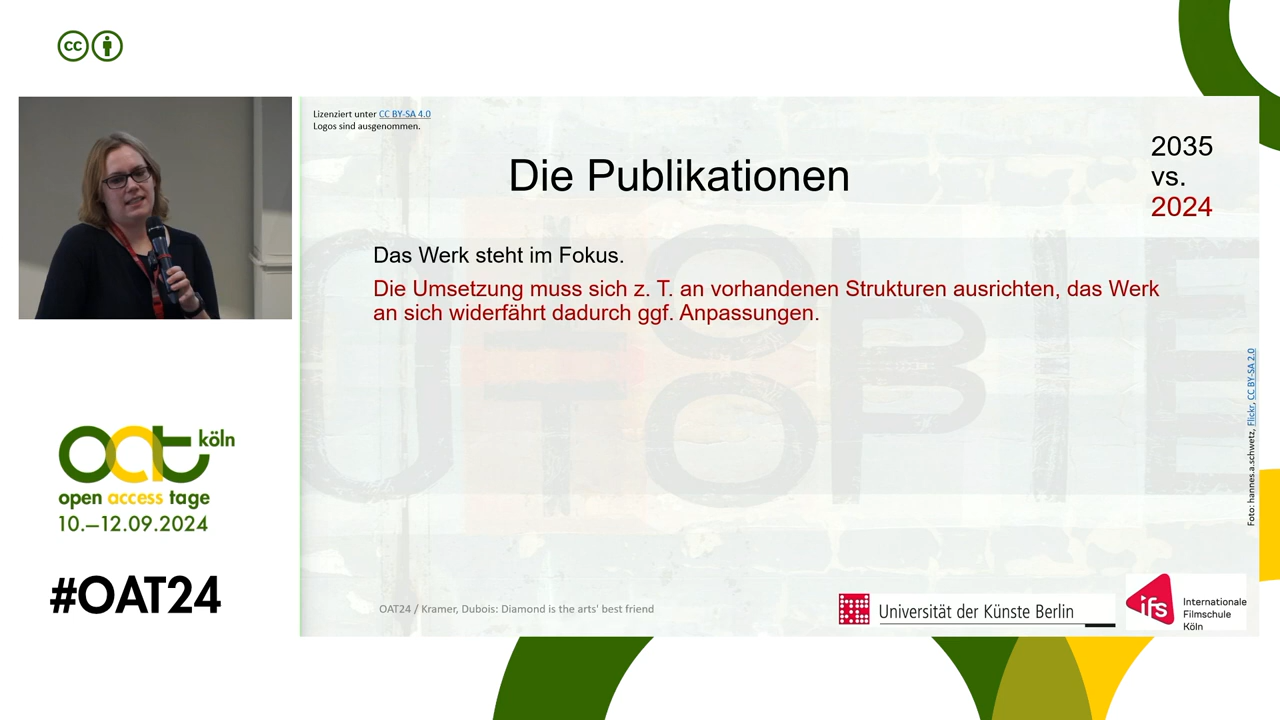 cc
Lizenziert unter CC BY-SA 4.0
Logos sind ausgenommen.
Die Publikationen
2035
vs.
2024
Das Werk steht im Fokus.
Die Umsetzung muss sich z. T. an vorhandenen Strukturen ausrichten, das Werk
an sich widerfährt dadurch ggf. Anpassungen.
Foto: hannes.a.schwetz, Flickr, CC BY-SA 2.0
oat köln
open access tage
10.–12.09.2024
#OAT24
OAT24 / Kramer, Dubois: Diamond is the arts' best friend
Universität der Künste Berlin
ifs
Internationale
Filmschule
Köln